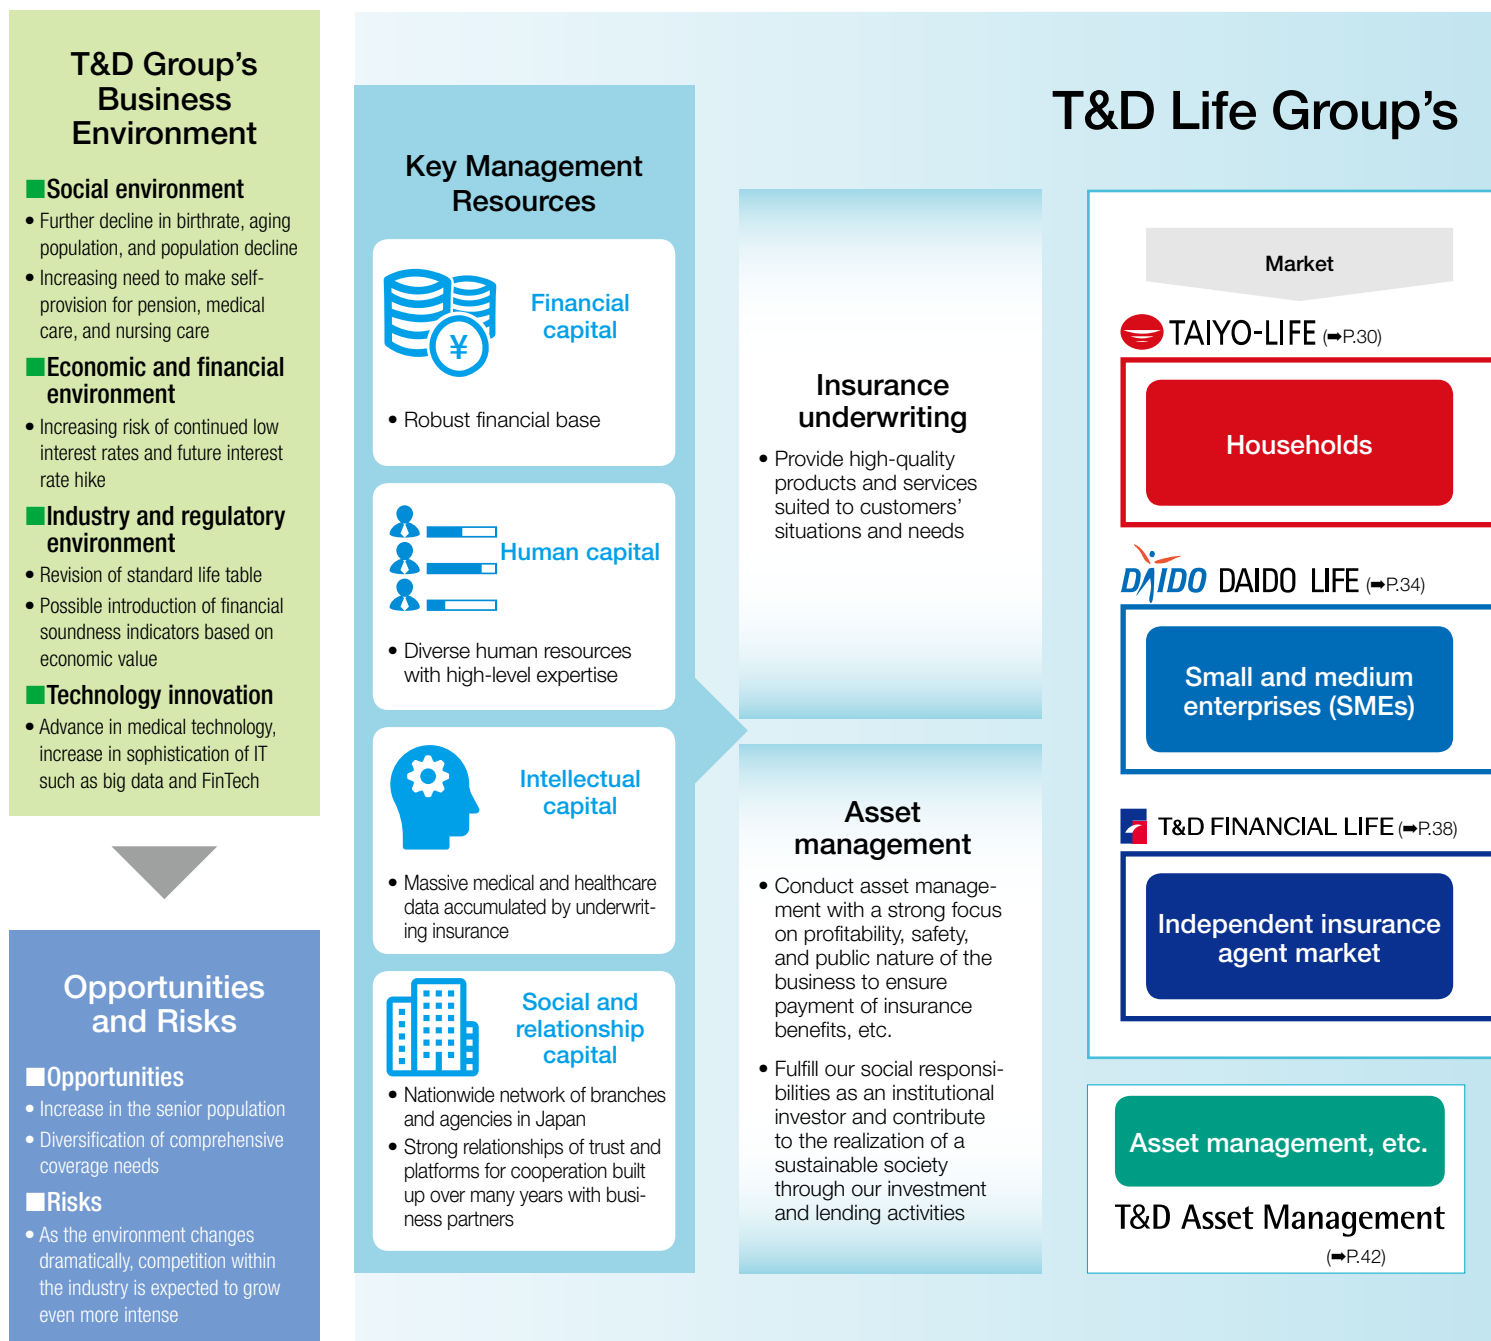 T&D Group's
Business
Environment
■Social environment
• Further decline in birthrate, aging
population, and population decline
• Increasing need to make self-
provision for pension, medical
care, and nursing care
■Economic and financial
environment
• Increasing risk of continued low
interest rates and future interest
rate hike
■Industry and regulatory
environment
• Revision of standard life table
• Possible introduction of financial
soundness indicators based on
economic value
■Technology innovation
• Advance in medical technology,
increase in sophistication of IT
such as big data and FinTech
Opportunities
and Risks
■Opportunities
• Increase in the senior population
• Diversification of comprehensive
coverage needs
■Risks
• As the environment changes
dramatically, competition within
the industry is expected to grow
even more intense
Key Management
Resources
Financial
capital
¥
• Robust financial base
Human capital
• Diverse human resources
with high-level expertise
Intellectual
capital
• Massive medical and healthcare
data accumulated by underwrit-
ing insurance
Social and
relationship
capital
• Nationwide network of branches
and agencies in Japan
• Strong relationships of trust and
platforms for cooperation built
up over many years with busi-
ness partners
T&D Life Group's
Insurance
underwriting
• Provide high-quality
products and services
suited to customers'
situations and needs
Asset
management
• Conduct asset manage-
ment with a strong focus
on profitability, safety,
and public nature of the
business to ensure
payment of insurance
benefits, etc.
• Fulfill our social responsi-
bilities as an institutional
investor and contribute
to the realization of a
sustainable society
through our investment
and lending activities
Market
TAIYO-LIFE (➡P.30)
Households
DAIDO DAIDO LIFE (➡P.34)
Small and medium
enterprises (SMEs)
T&D FINANCIAL LIFE (➡P.38)
Independent insurance
agent market
Asset management, etc.
T&D Asset Management
(➡P.42)